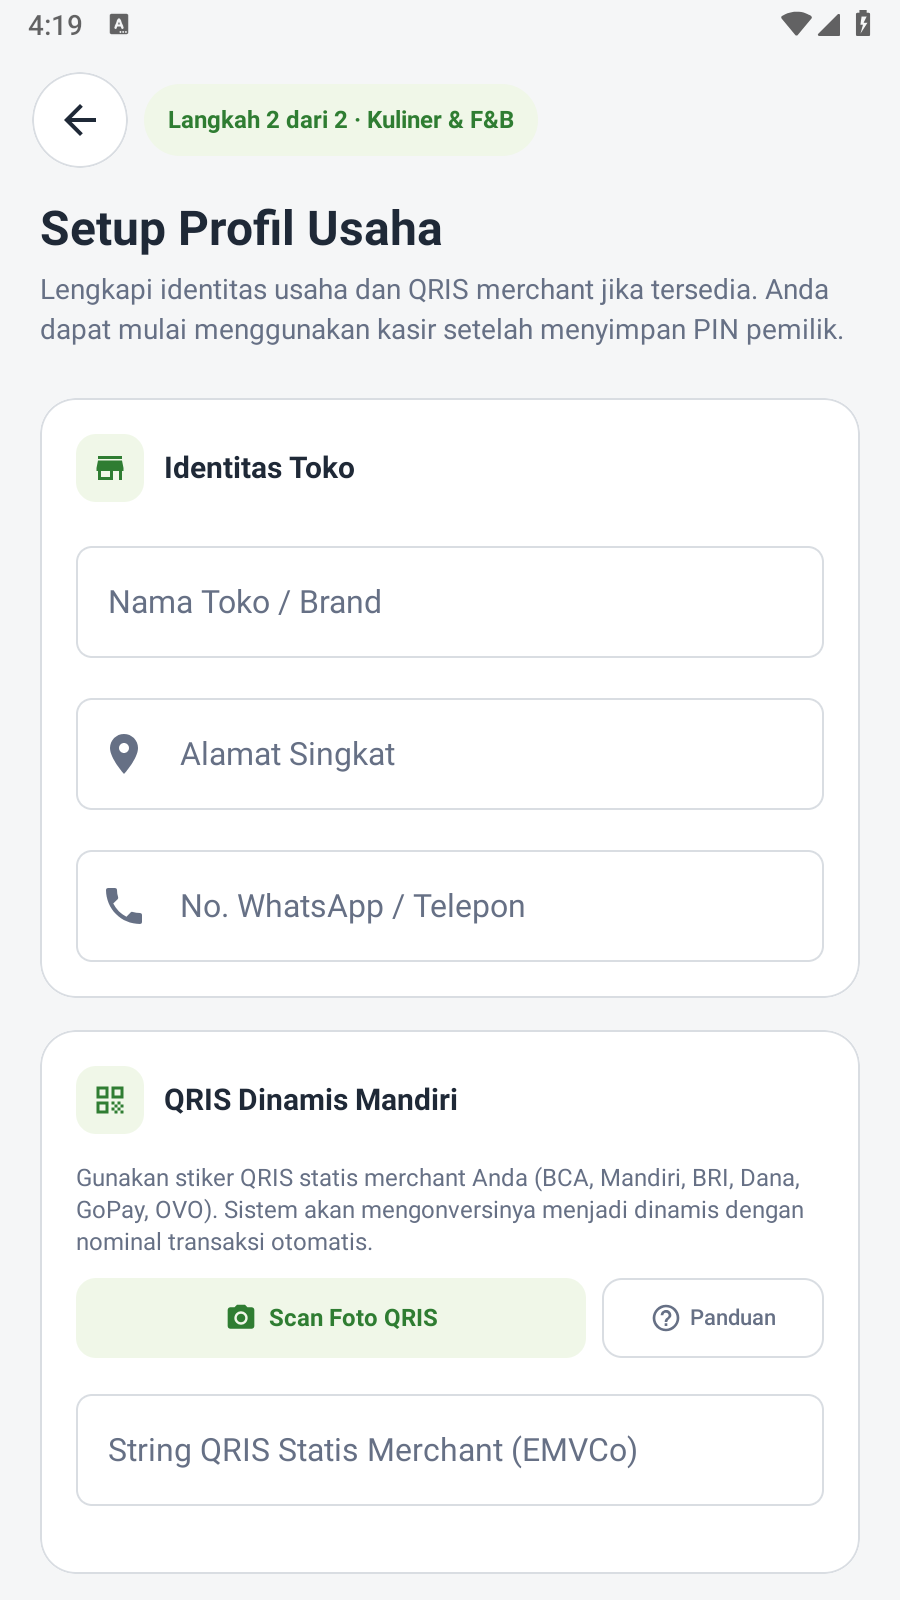 4:19
Langkah 2 dari 2 · Kuliner & F&B
Setup Profil Usaha
Lengkapi identitas usaha dan QRIS merchant jika tersedia. Anda
dapat mulai menggunakan kasir setelah menyimpan PIN pemilik.
Identitas Toko
Nama Toko / Brand
Alamat Singkat
No. WhatsApp / Telepon
QRIS Dinamis Mandiri
Gunakan stiker QRIS statis merchant Anda (BCA, Mandiri, BRI, Dana,
GoPay, OVO). Sistem akan mengonversinya menjadi dinamis dengan
nominal transaksi otomatis.
Scan Foto QRIS
Panduan
String QRIS Statis Merchant (EMVCo)